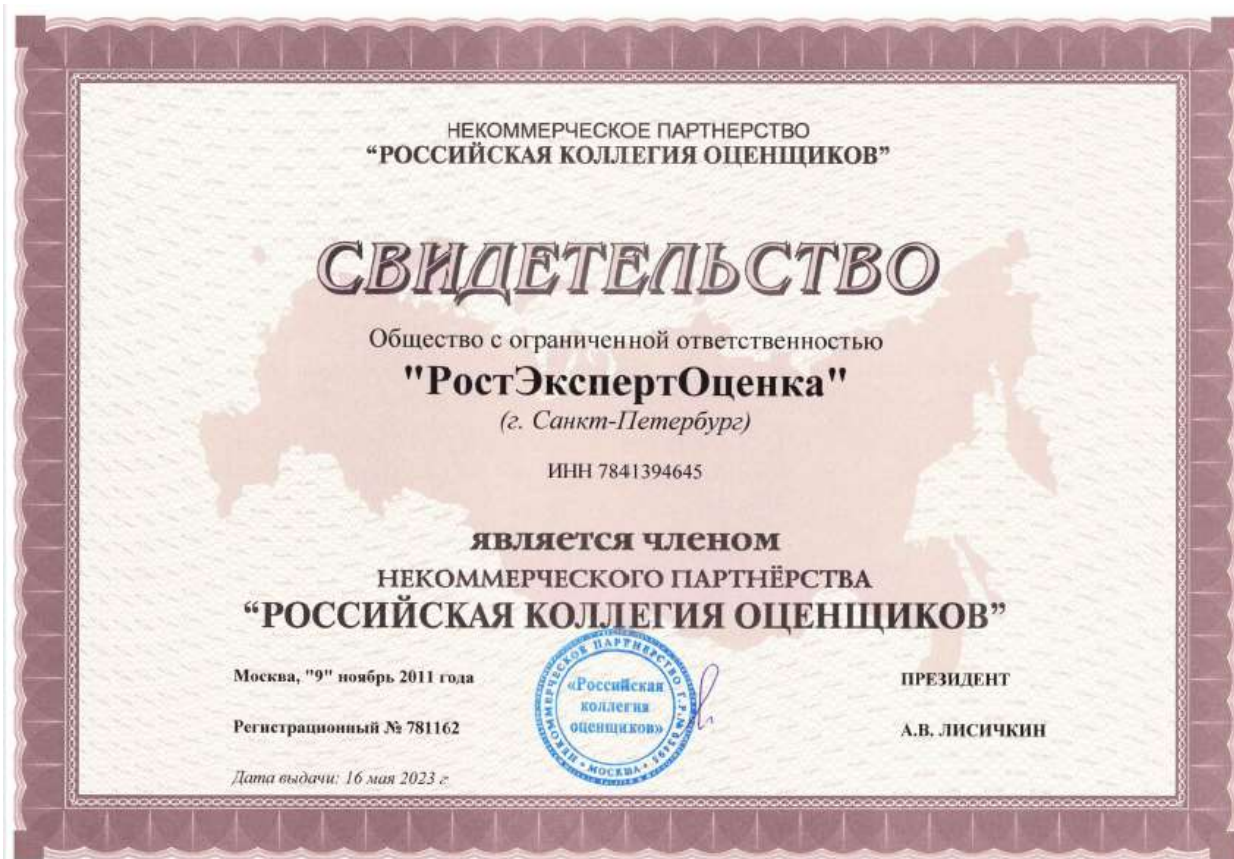 НЕКОММЕРЧЕСКОЕ ПАРТНЕРСТВО
“РОССИЙСКАЯ КОЛЛЕГИЯ ОЦЕНЩИКОВ”
СВИДЕТЕЛЬСТВО
Общество с ограниченной ответственностью
"РостЭкспертОценка"
(г. Санкт-Петербург)
ИНН 7841394645
является членом
НЕКОММЕРЧЕСКОГО ПАРТНЁРСТВА
“РОССИЙСКАЯ КОЛЛЕГИЯ ОЦЕНЩИКОВ”
Москва, "9" ноябрь 2011 года
Регистрационный № 781162
Дата выдачи: 16 мая 2023 г
НЕКОММЕРЧЕСКОЕ ПАРТНЕРСТВО
МОСКВА
«Российская
коллегия
оценщиков»
ПРЕЗИДЕНТ
А.В. ЛИСИЧКИН